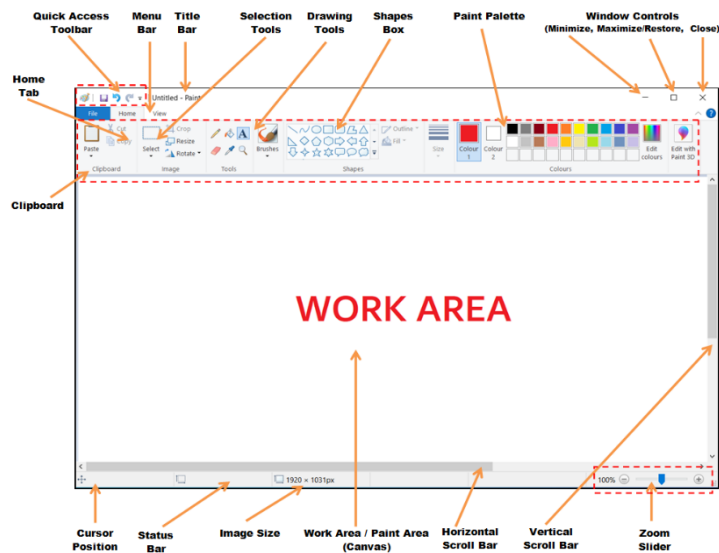 Quick Access
Toolbar
Menu
Bar
Title
Bar
Selection
Tools
Drawing
Tools
Shapes
Box
Paint Palette
Window Controls
(Minimize, Maximize/Restore, Close)
Home
Tab
Untitled - Paint
File
Home
View
Cut
Copy
Paste
Clipboard
Crop
Resize
Rotate
Select
Image
A
Tools
Brushes
Outline
Fill
Shapes
Size
Colour
1
Colour
2
Edit
colours
Colours
Edit with
Paint 3D
Clipboard
WORK AREA
1920 × 1031px
100%
Cursor
Position
Status
Bar
Image Size
Work Area / Paint Area
(Canvas)
Horizontal
Scroll Bar
Vertical
Scroll Bar
Zoom
Slider